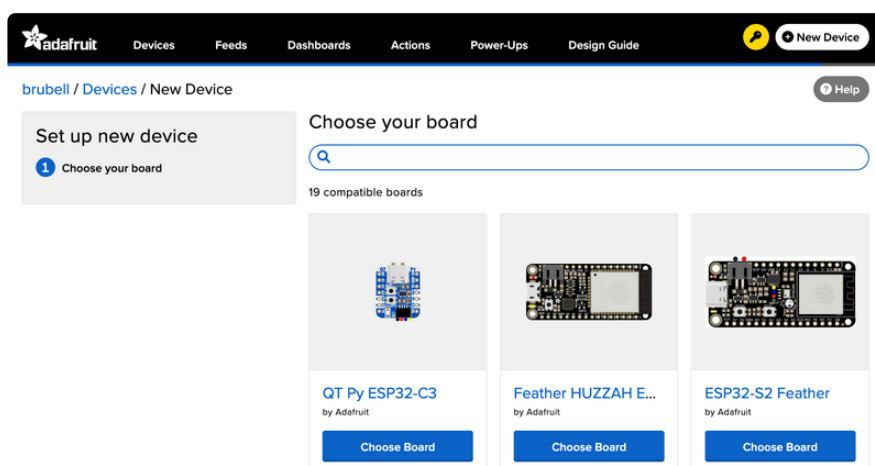 adafruit Devices Feeds Dashboards Actions Power-Ups Design Guide New Device
brubell / Devices / New Device
Help
Set up new device
1 Choose your board
Choose your board
19 compatible boards
QT Py ESP32-C3
by Adafruit
Choose Board
Feather HUZZAH E...
by Adafruit
Choose Board
ESP32-S2 Feather
by Adafruit
Choose Board